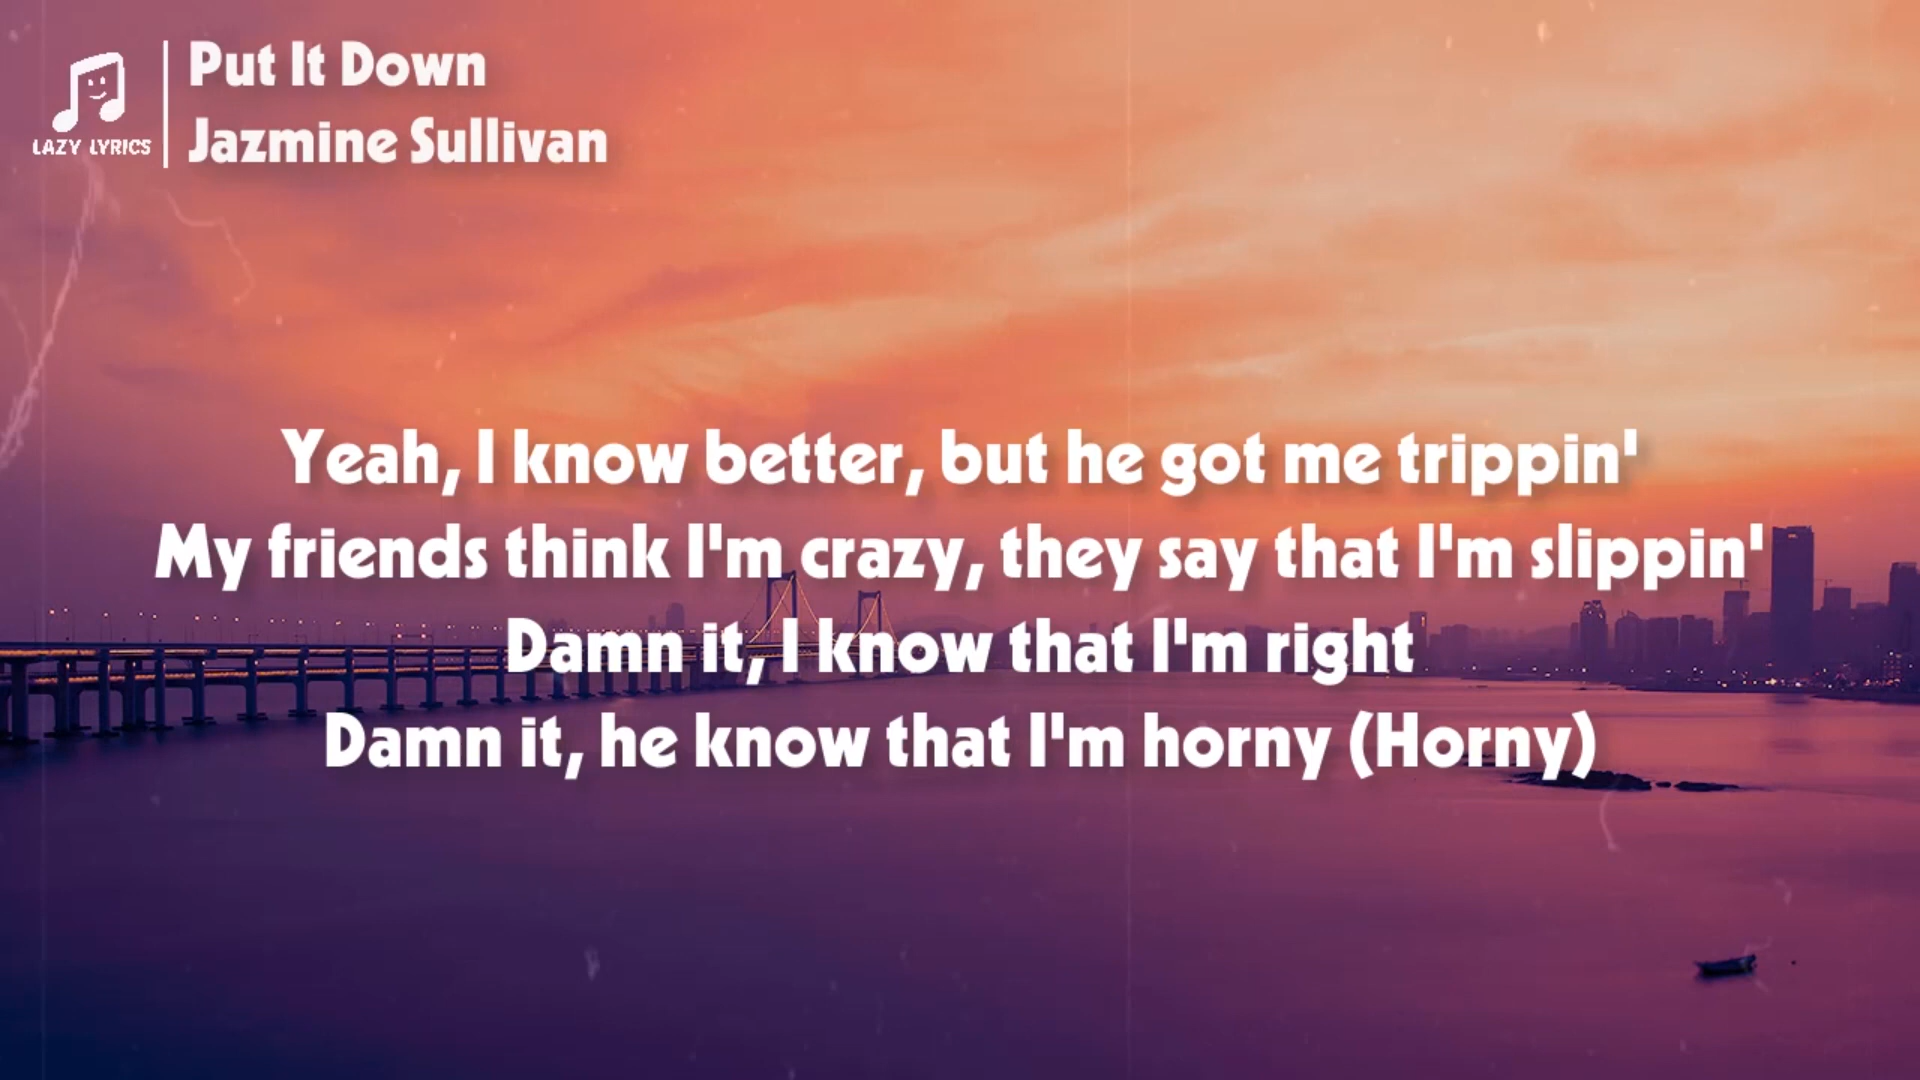 Put It Down
Jazmine Sullivan
LAZY LYRICS
Yeah, I know better, but he got me trippin'
My friends think I'm crazy, they say that I'm slippin'
Damn it, I know that I'm right
Damn it, he know that I'm horny (Horny)